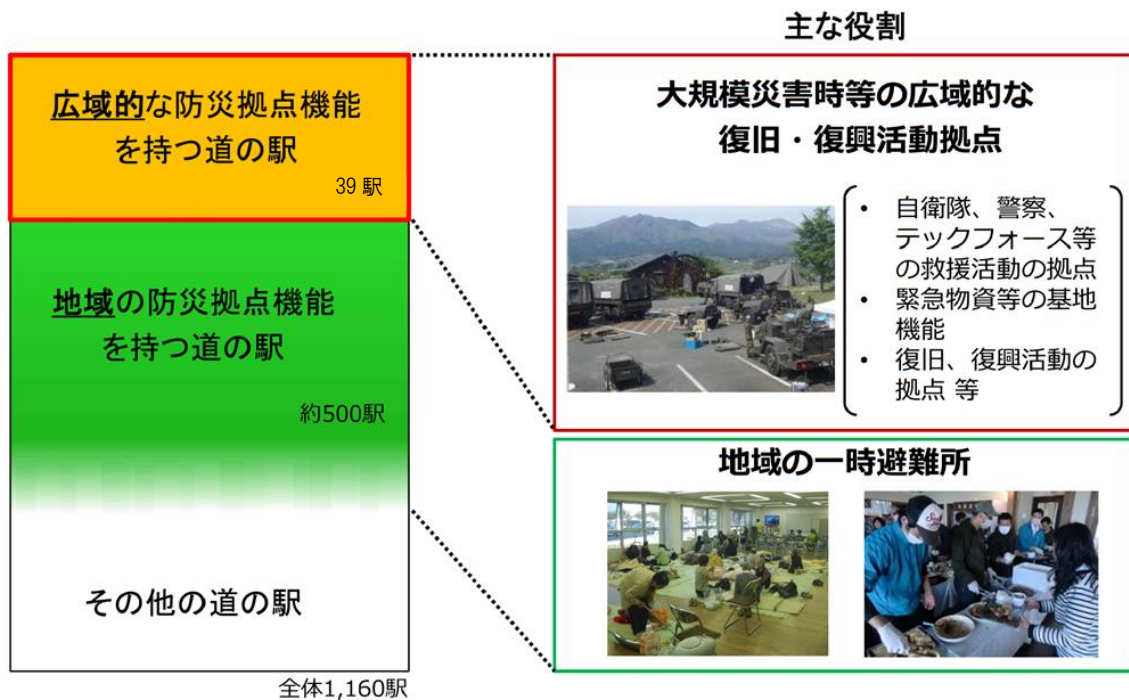 主な役割
広域的な防災拠点機能
を持つ道の駅
39 駅
地域の防災拠点機能
を持つ道の駅
約500駅
その他の道の駅
全体1,160駅
大規模災害時等の広域的な
復旧・復興活動拠点
• 自衛隊、警察、
テックフォース等
の救援活動の拠点
• 緊急物資等の基地
機能
• 復旧、復興活動の
拠点 等
地域の一時避難所